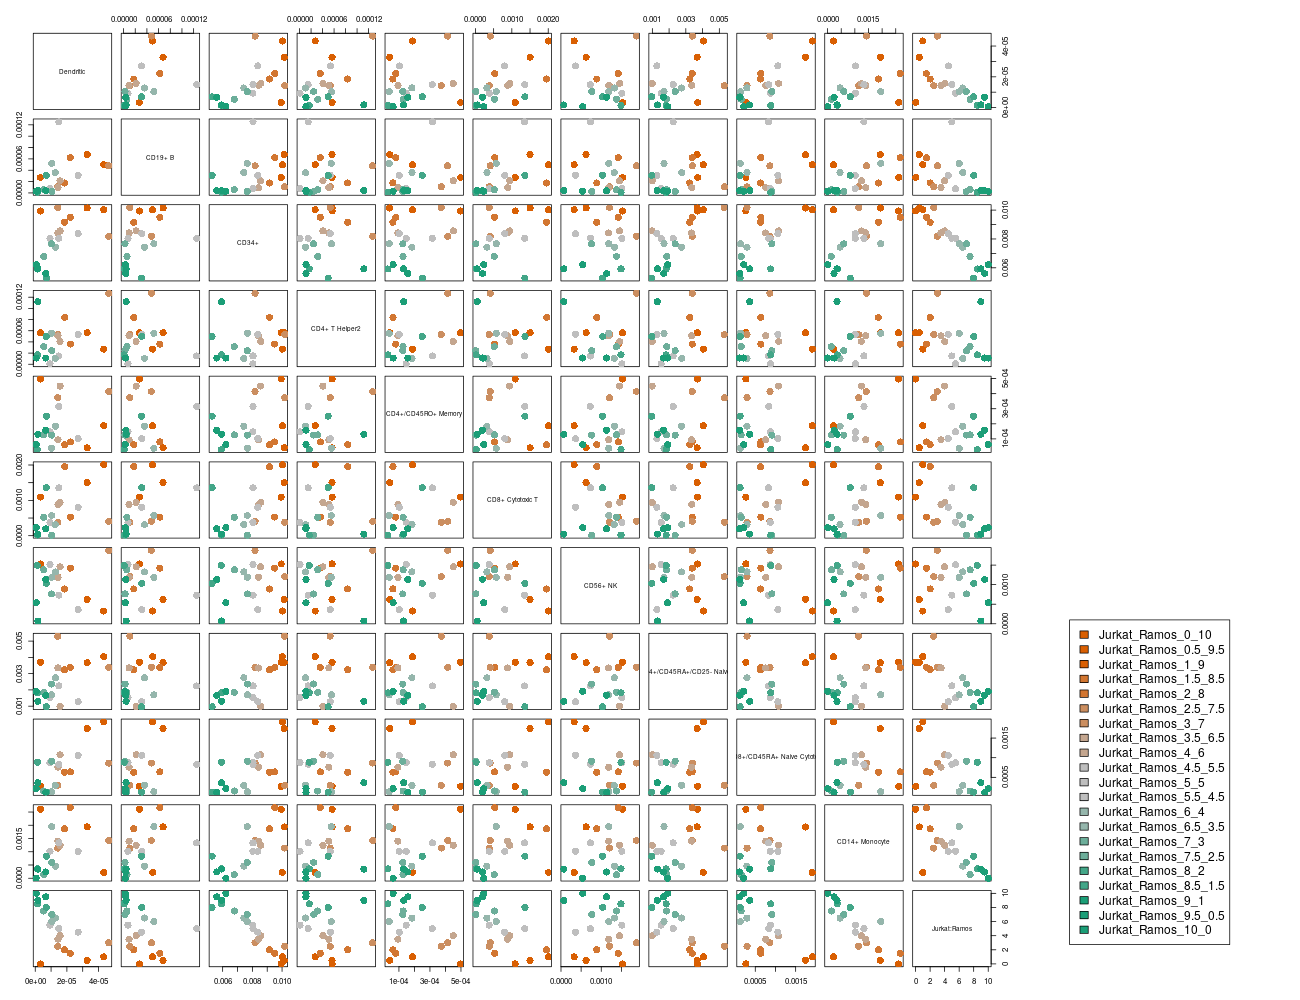 0.00000 0.00006 0.00012 0.00000 0.00006 0.00012 0.0000 0.0010 0.0020 0.001 0.003 0.005 0.0000 0.0015
Dendritic
0e+00 2e-05 4e-05
0.00000 0.00006 0.00012
CD19+ B
CD34+
0.006 0.008 0.010
0.00000 0.00006 0.00012
CD4+ T Helper2
CD4+/CD45RO+ Memory
1e-04 3e-04 5e-04
0.0000 0.0010 0.0020
CD8+ Cytotoxic T
CD56+ NK
0.0000 0.0010
0.001 0.003 0.005
4+/CD45RA+/CD25- Naiv
8+/CD45RA+ Naive Cytot
0.0005 0.0015
0.0000 0.0015
CD14+ Monocyte
Jurkat:Ramos
0 2 4 6 8 10
0e+00 2e-05 4e-05 0.006 0.008 0.010 1e-04 3e-04 5e-04 0.0000 0.0010 0.0005 0.0015 0 2 4 6 8 10
Jurkat_Ramos_0_10
Jurkat_Ramos_0.5_9.5
Jurkat_Ramos_1_9
Jurkat_Ramos_1.5_8.5
Jurkat_Ramos_2_8
Jurkat_Ramos_2.5_7.5
Jurkat_Ramos_3_7
Jurkat_Ramos_3.5_6.5
Jurkat_Ramos_4_6
Jurkat_Ramos_4.5_5.5
Jurkat_Ramos_5_5
Jurkat_Ramos_5.5_4.5
Jurkat_Ramos_6_4
Jurkat_Ramos_6.5_3.5
Jurkat_Ramos_7_3
Jurkat_Ramos_7.5_2.5
Jurkat_Ramos_8_2
Jurkat_Ramos_8.5_1.5
Jurkat_Ramos_9_1
Jurkat_Ramos_9.5_0.5
Jurkat_Ramos_10_0